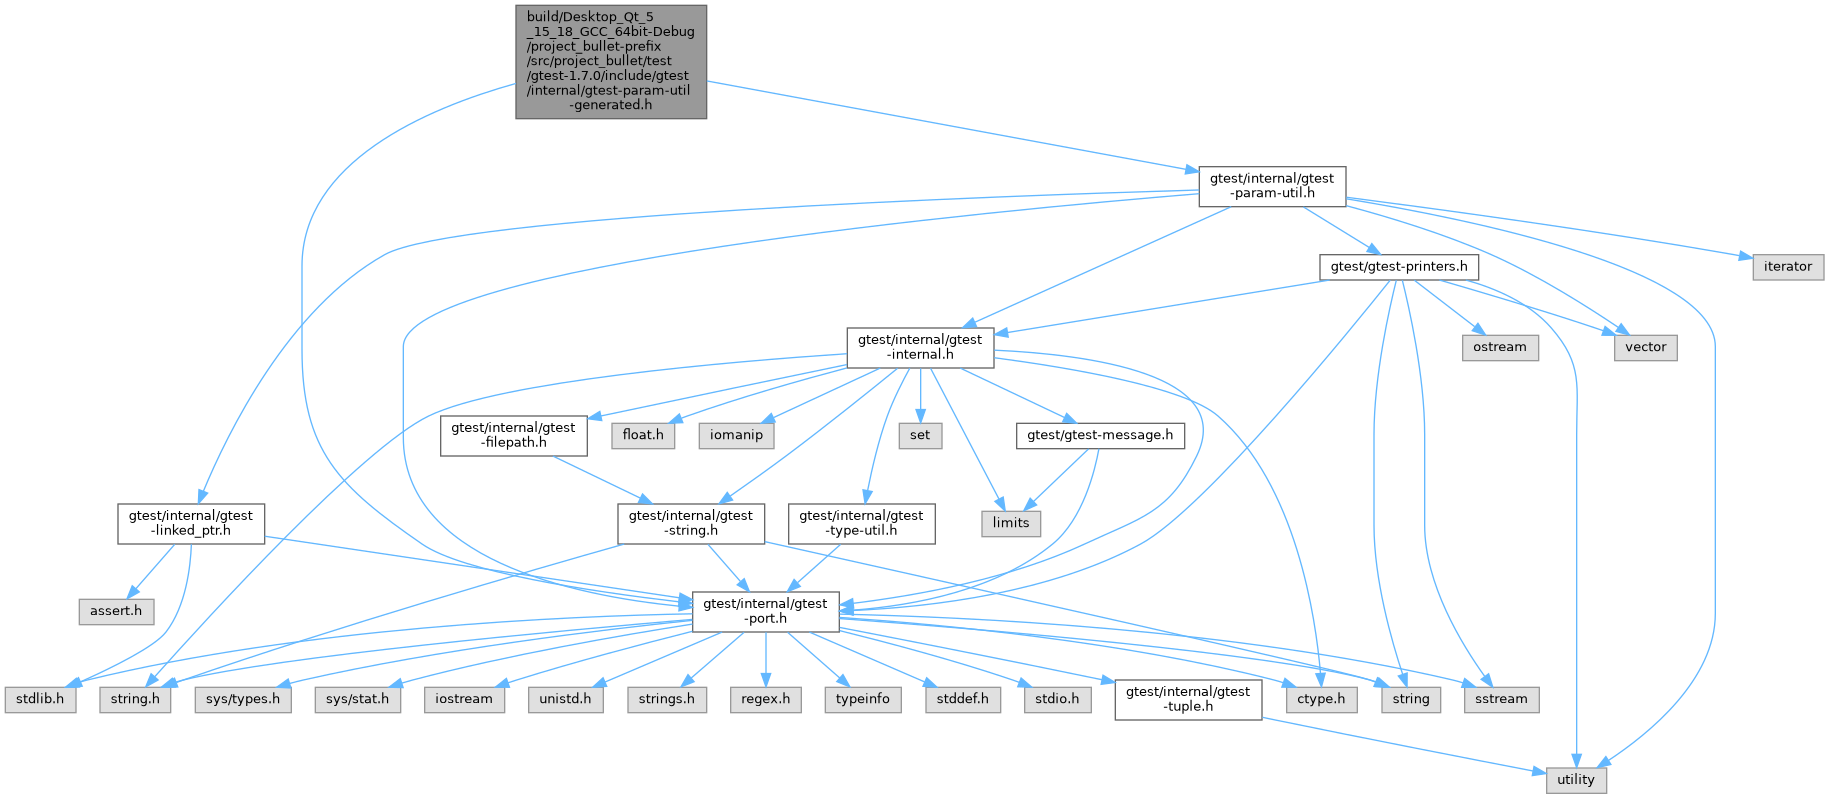 build/Desktop_Qt_5
_15_18_GCC_64bit-Debug
/project_bullet-prefix
/src/project_bullet/test
/gtest-1.7.0/include/gtest
/internal/gtest-param-util
-generated.h
gtest/internal/gtest
-param-util.h
gtest/gtest-printers.h
iterator
gtest/internal/gtest
-internal.h
ostream
vector
gtest/internal/gtest
-filepath.h
float.h
iomanip
set
gtest/gtest-message.h
gtest/internal/gtest
-linked_ptr.h
gtest/internal/gtest
-string.h
gtest/internal/gtest
-type-util.h
limits
assert.h
gtest/internal/gtest
-port.h
stdlib.h
string.h
sys/types.h
sys/stat.h
iostream
unistd.h
strings.h
regex.h
typeinfo
stddef.h
stdio.h
gtest/internal/gtest
-tuple.h
ctype.h
string
sstream
utility